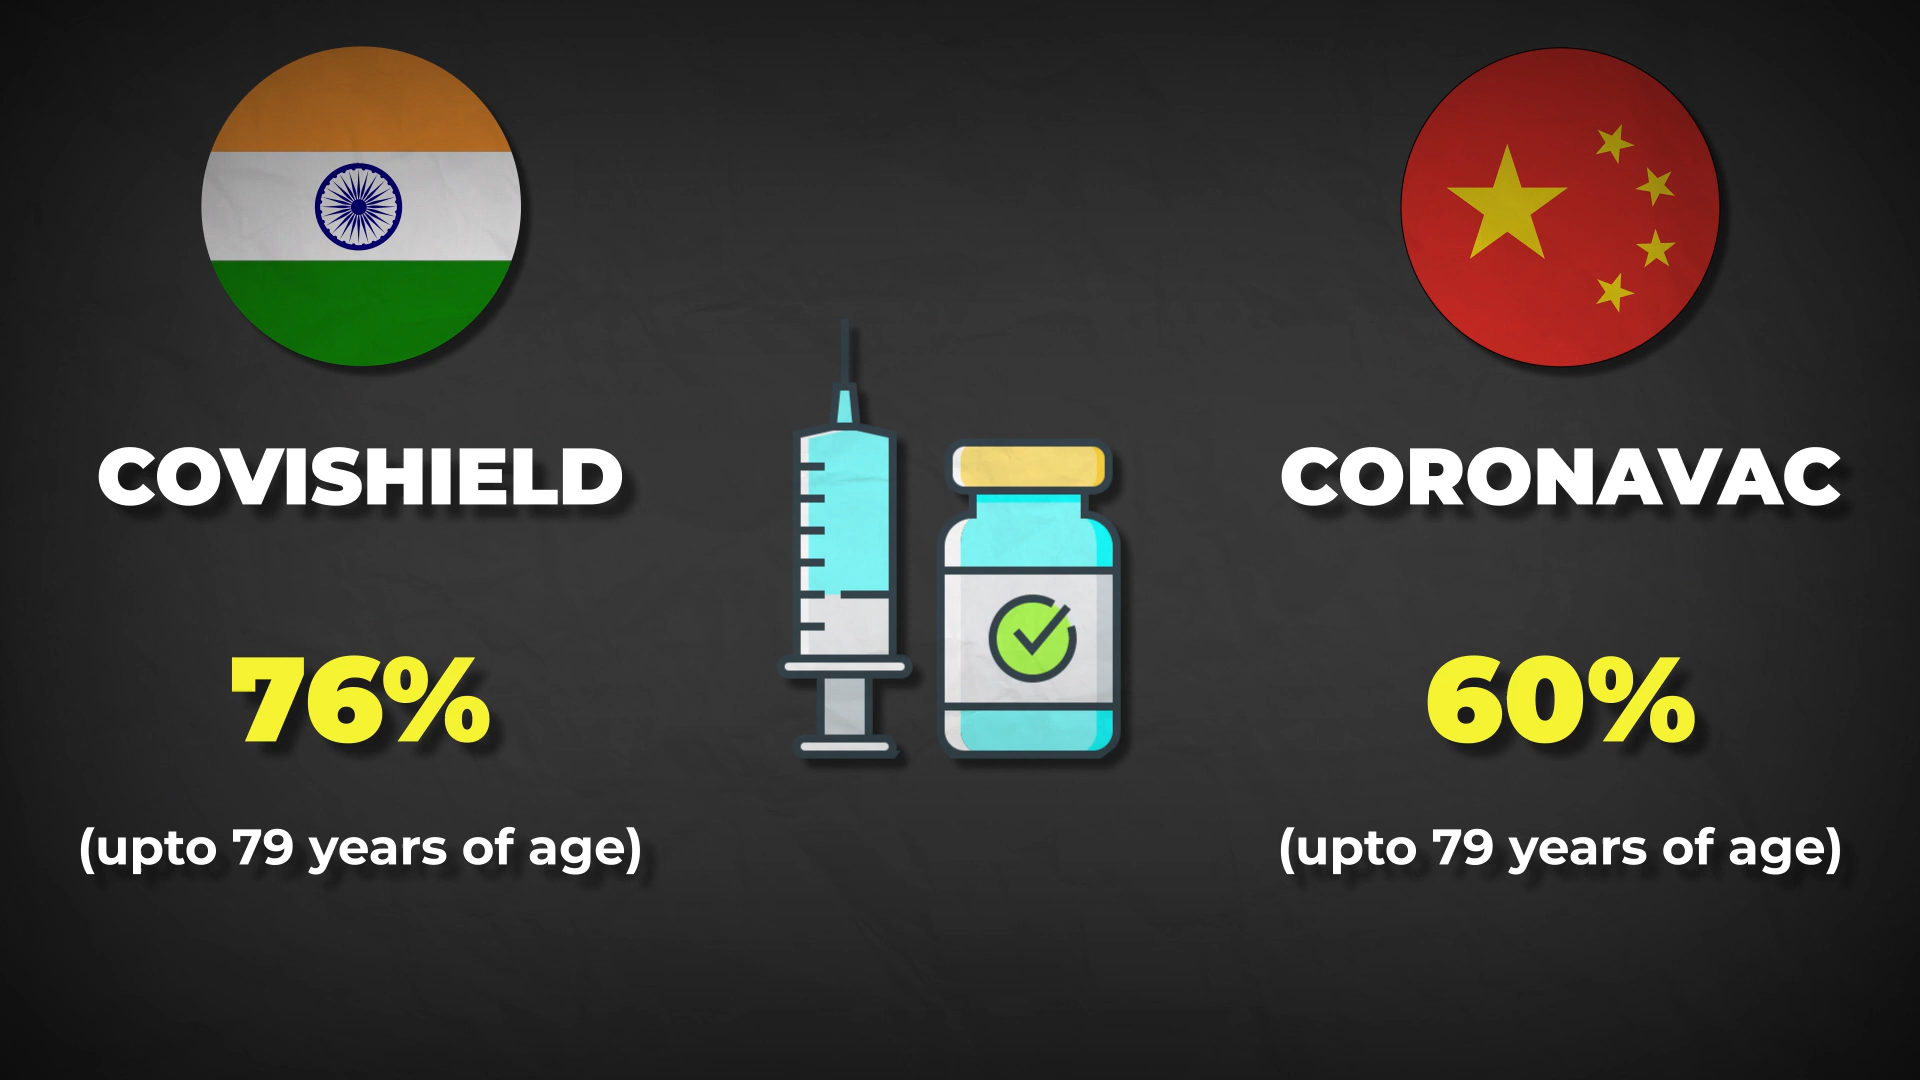 COVISHIELD
CORONAVAC
76%
60%
(upto 79 years of age)
(upto 79 years of age)